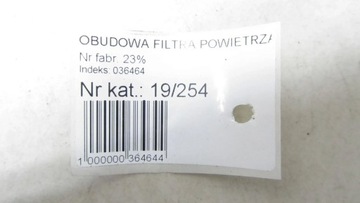 OBUDOWA FILTRA POWIETRZA
Nr fabr. 23%
Indeks: 036464
Nr kat.: 19/254
1 000000 364644